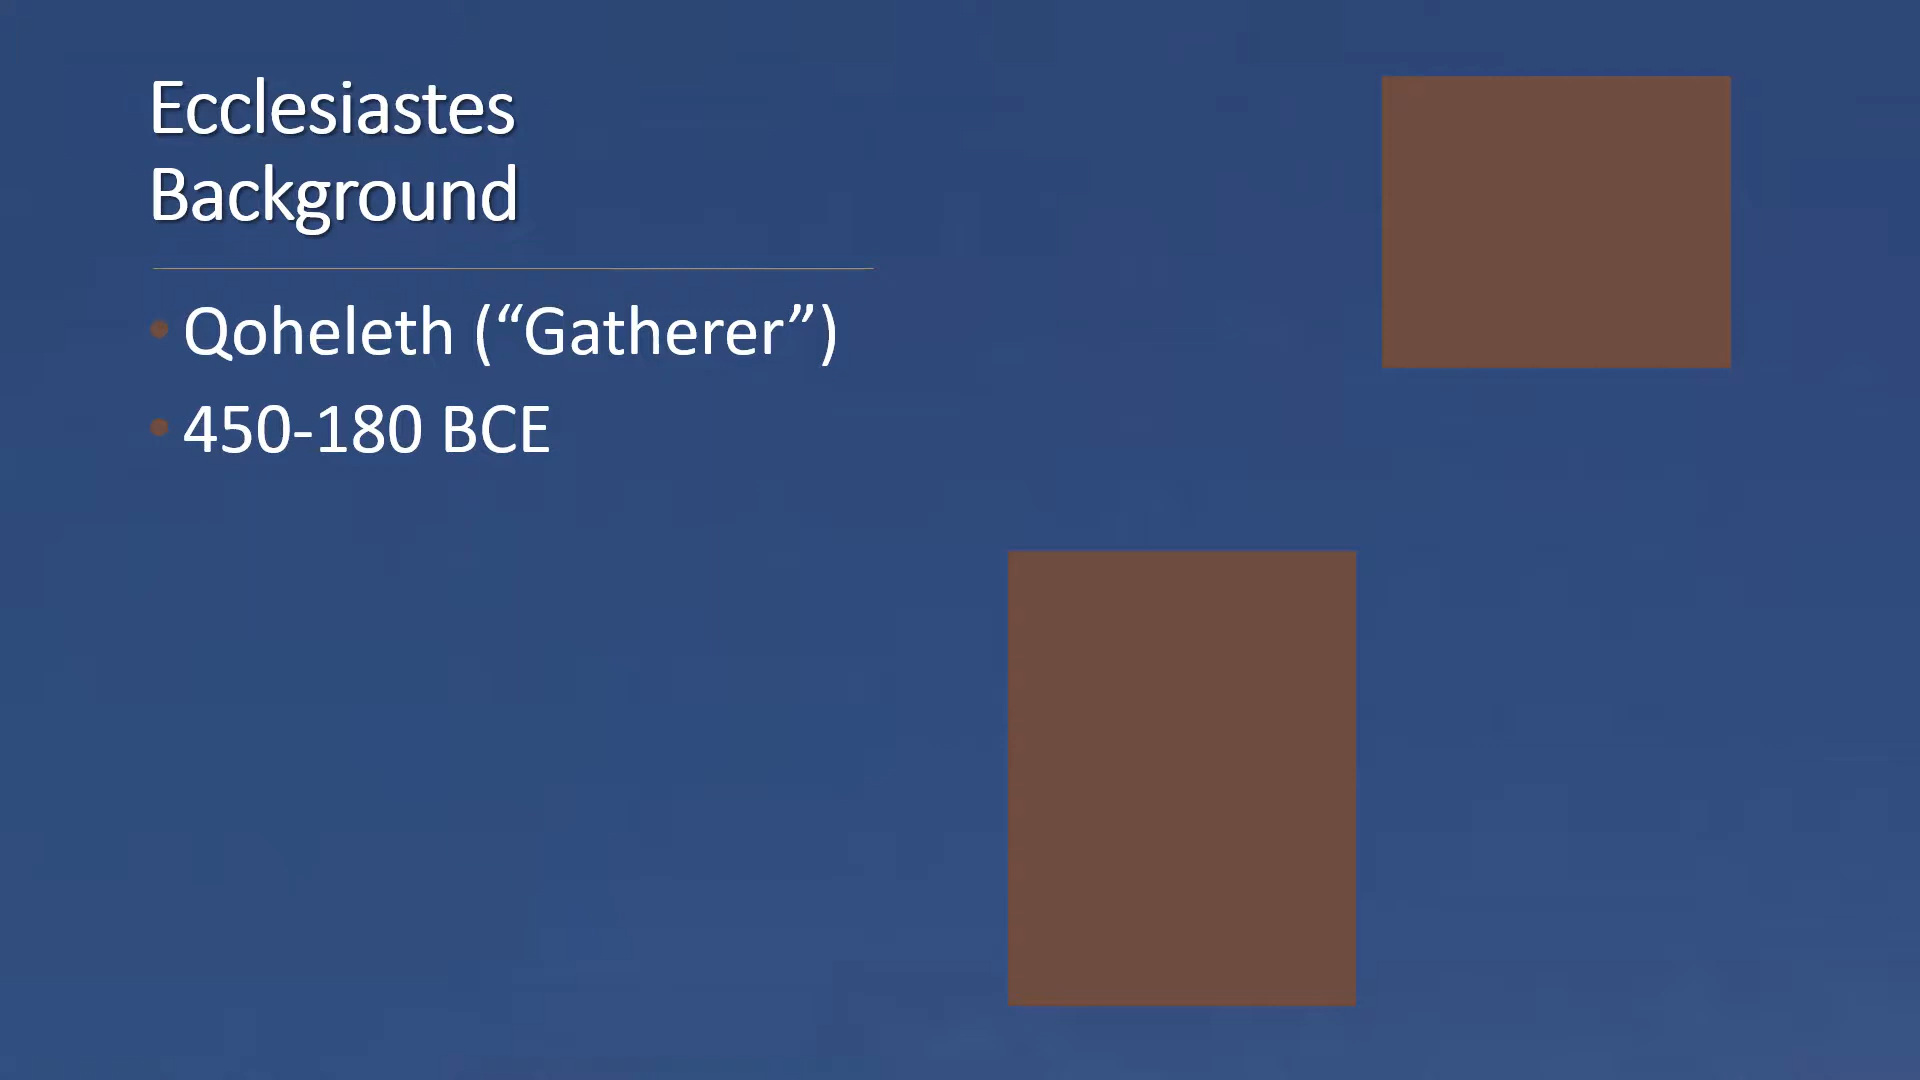 Ecclesiastes
Background
• Qoheleth (“Gatherer”)
• 450-180 BCE